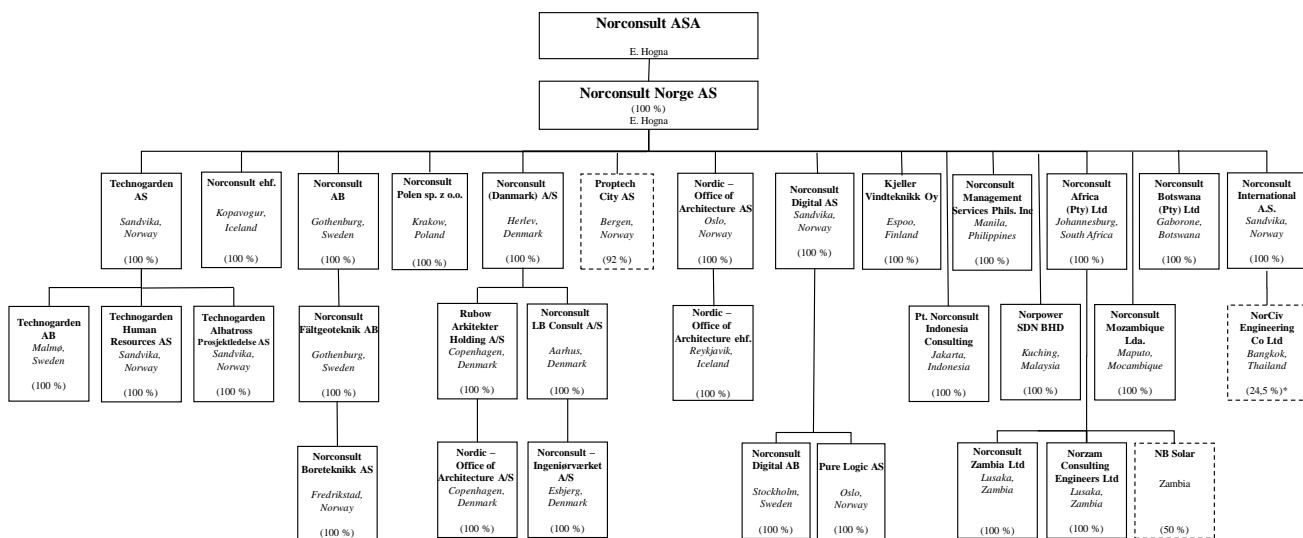 Norconsult ASA
E. Hogna
Norconsult Norge AS
(100 %)
E. Hogna
Technogarden
AS
Sandvika,
Norway
(100 %)
Norconsult ehf.
Kopavogur,
Iceland
(100 %)
Norconsult
AB
Gothenburg,
Sweden
(100 %)
Norconsult
Polen sp. z o.o.
Krakow,
Poland
(100 %)
Norconsult
(Danmark) A/S
Herlev,
Denmark
(100 %)
Proptech
City AS
Bergen,
Norway
(92 %)
Nordic –
Office of
Architecture AS
Oslo,
Norway
(100 %)
Norconsult
Digital AS
Sandvika,
Norway
(100 %)
Kjeller
Vindteknikk Oy
Espoo,
Finland
(100 %)
Norconsult
Management
Services Phils. Inc
Manila,
Philippines
(100 %)
Norconsult
Africa
(Pty) Ltd
Johannesburg,
South Africa
(100 %)
Norconsult
Botswana
(Pty) Ltd
Gaborone,
Botswana
(100 %)
Norconsult
International
A.S.
Sandvika,
Norway
(100 %)
Technogarden
AB
Malmø,
Sweden
(100 %)
Technogarden
Human
Resources AS
Sandvika,
Norway
(100 %)
Technogarden
Albatross
Prosjektledelse AS
Sandvika,
Norway
(100 %)
Norconsult
Fältgeoteknik AB
Gothenburg,
Sweden
(100 %)
Rubow
Arkitekter
Holding A/S
Copenhagen,
Denmark
(100 %)
Norconsult
LB Consult A/S
Aarhus,
Denmark
(100 %)
Nordic –
Office of
Architecture ehf.
Reykjavik,
Iceland
(100 %)
Pt. Norconsult
Indonesia
Consulting
Jakarta,
Indonesia
(100 %)
Norpower
SDN BHD
Kuching,
Malaysia
(100 %)
Norconsult
Mozambique
Lda.
Maputo,
Mocambique
(100 %)
NorCiv
Engineering
Co Ltd
Bangkok,
Thailand
(24,5 %)*
Norconsult
Boreteknikk AS
Fredrikstad,
Norway
(100 %)
Nordic –
Office of
Architecture A/S
Copenhagen,
Denmark
(100 %)
Norconsult –
Ingeniørværket
A/S
Esbjerg,
Denmark
(100 %)
Norconsult
Digital AB
Stockholm,
Sweden
(100 %)
Pure Logic AS
Oslo,
Norway
(100 %)
Norconsult
Zambia Ltd
Lusaka,
Zambia
(100 %)
Norzam
Consulting
Engineers Ltd
Lusaka,
Zambia
(100 %)
NB Solar
Zambia
(50 %)